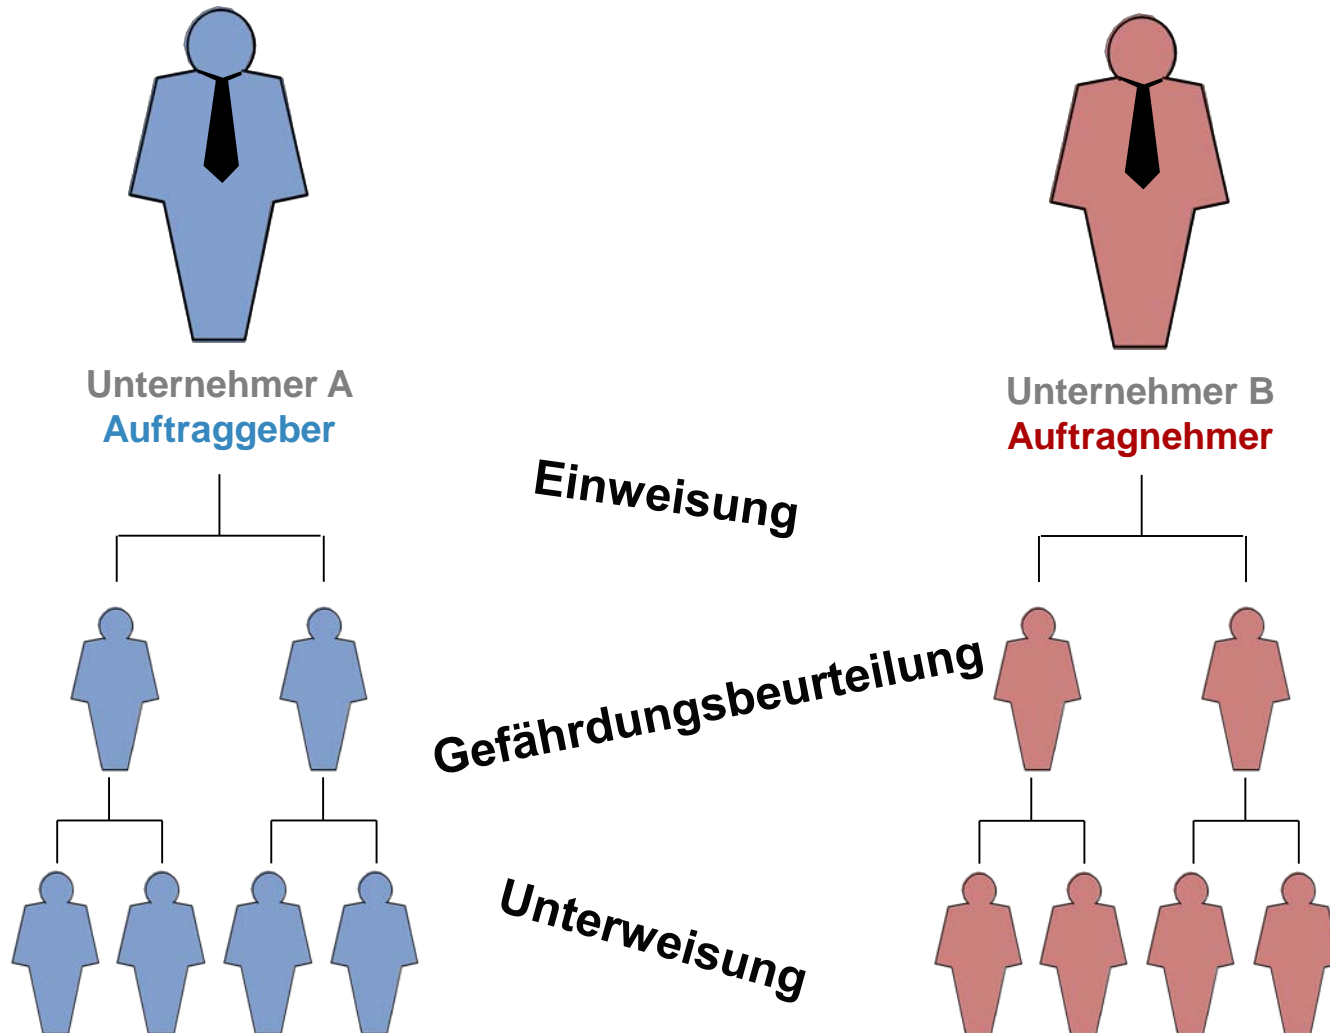 Unternehmer A
Auftraggeber
Unternehmer B
Auftragnehmer
Einweisung
Gefährdungsbeurteilung
Unterweisung